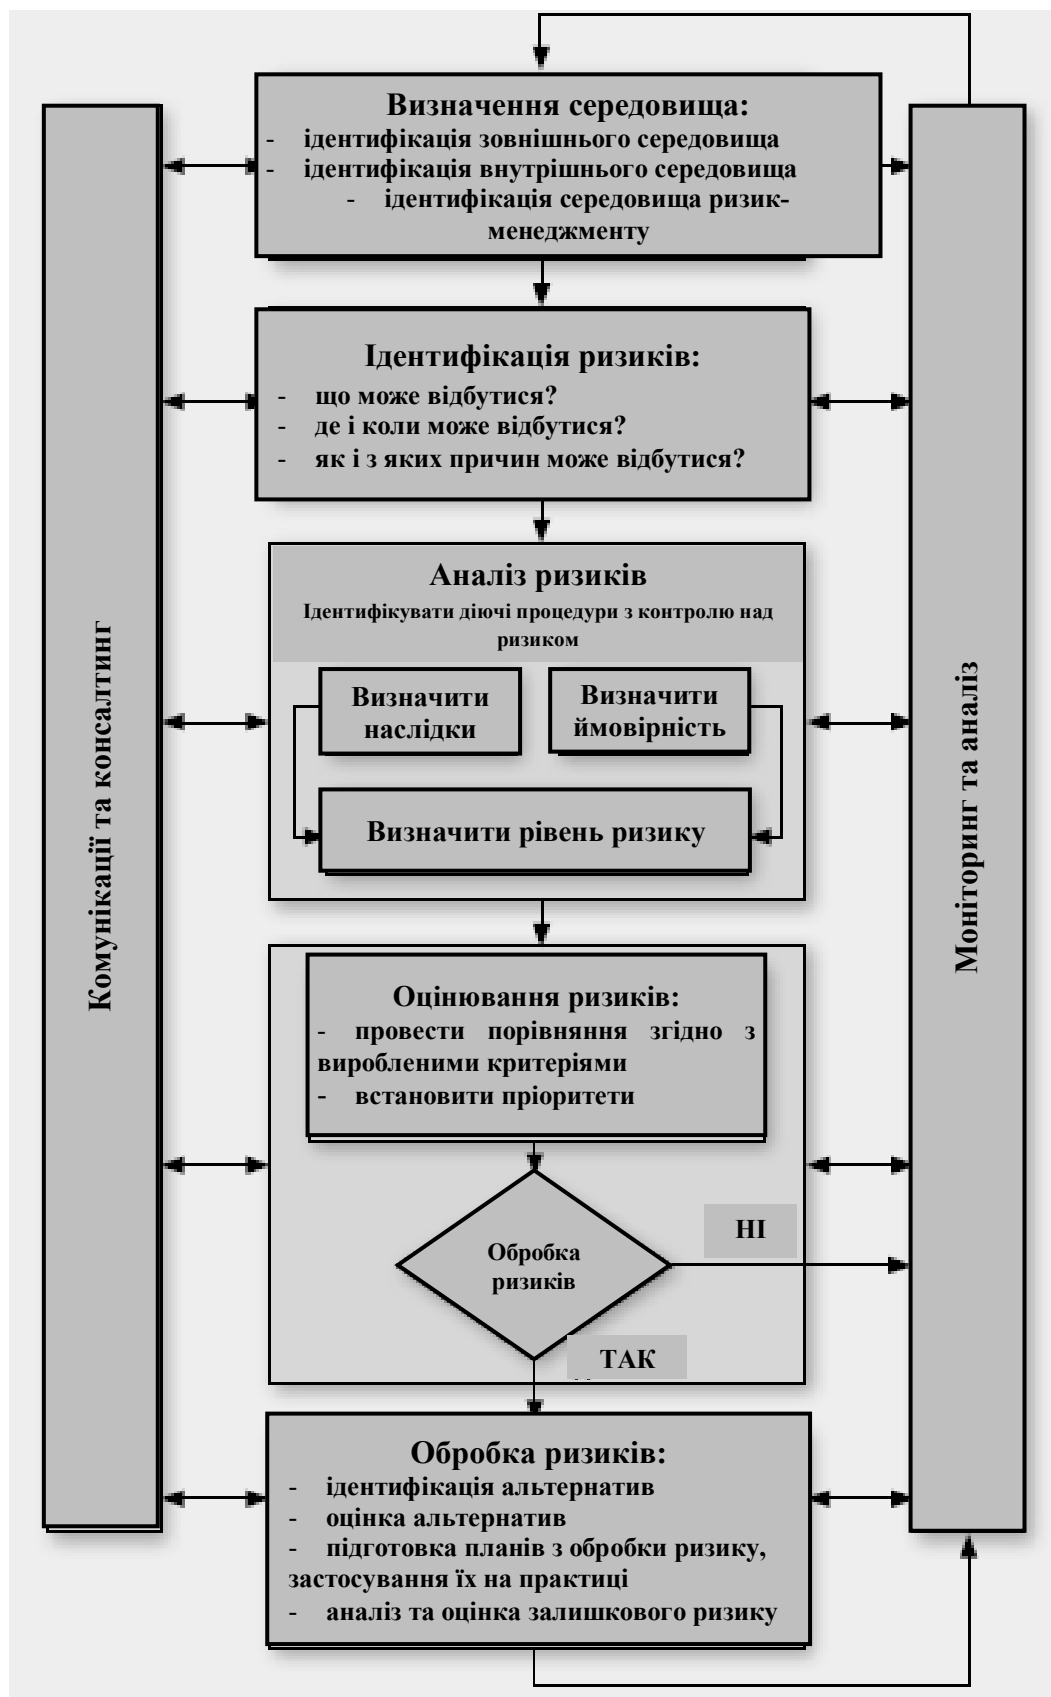 Визначення середовища:
- ідентифікація зовнішнього середовища
- ідентифікація внутрішнього середовища
- ідентифікація середовища ризик-
менеджменту
Ідентифікація ризиків:
- що може відбутися?
- де і коли може відбутися?
- як і з яких причин може відбутися?
Аналіз ризиків
Ідентифікувати діючі процедури з контролю над
ризиком
Визначити
наслідки
Визначити
ймовірність
Визначити рівень ризику
Комунікації та консалтинг
Моніторинг та аналіз
Оцінювання ризиків:
- провести порівняння згідно з
виробленими критеріями
- встановити пріоритети
Обробка
ризиків
НІ
ТАК
Обробка ризиків:
- ідентифікація альтернатив
- оцінка альтернатив
- підготовка планів з обробки ризику,
застосування їх на практиці
- аналіз та оцінка залишкового ризику